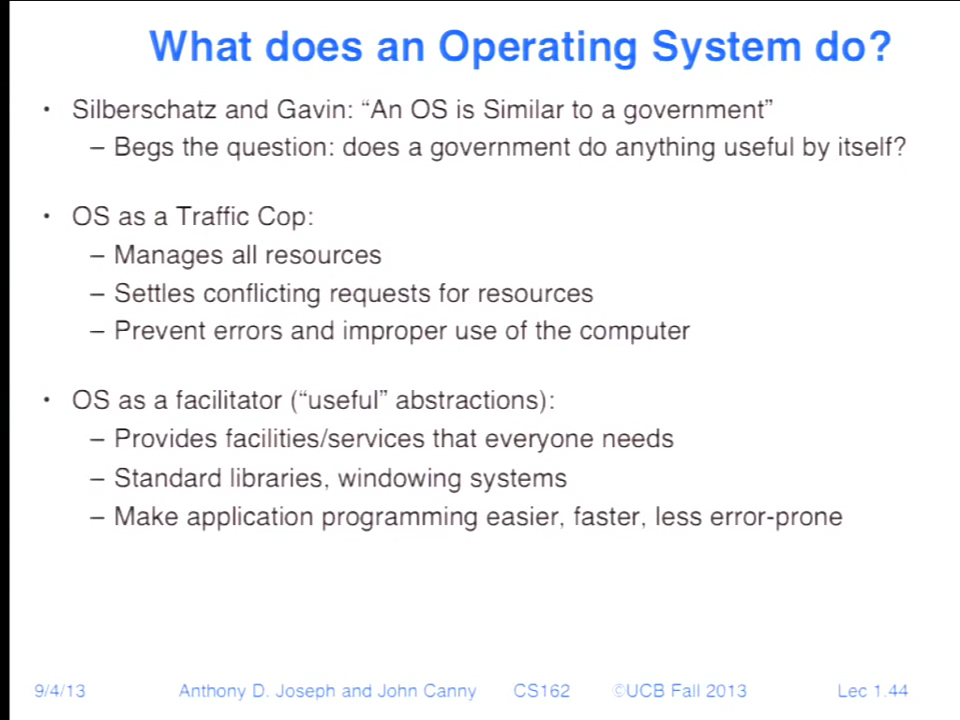 What does an Operating System do?
• Silberschatz and Gavin: “An OS is Similar to a government”
– Begs the question: does a government do anything useful by itself?
• OS as a Traffic Cop:
– Manages all resources
– Settles conflicting requests for resources
– Prevent errors and improper use of the computer
• OS as a facilitator (“useful” abstractions):
– Provides facilities/services that everyone needs
– Standard libraries, windowing systems
– Make application programming easier, faster, less error-prone
9/4/13 Anthony D. Joseph and John Canny CS162 ©UCB Fall 2013 Lec 1.44